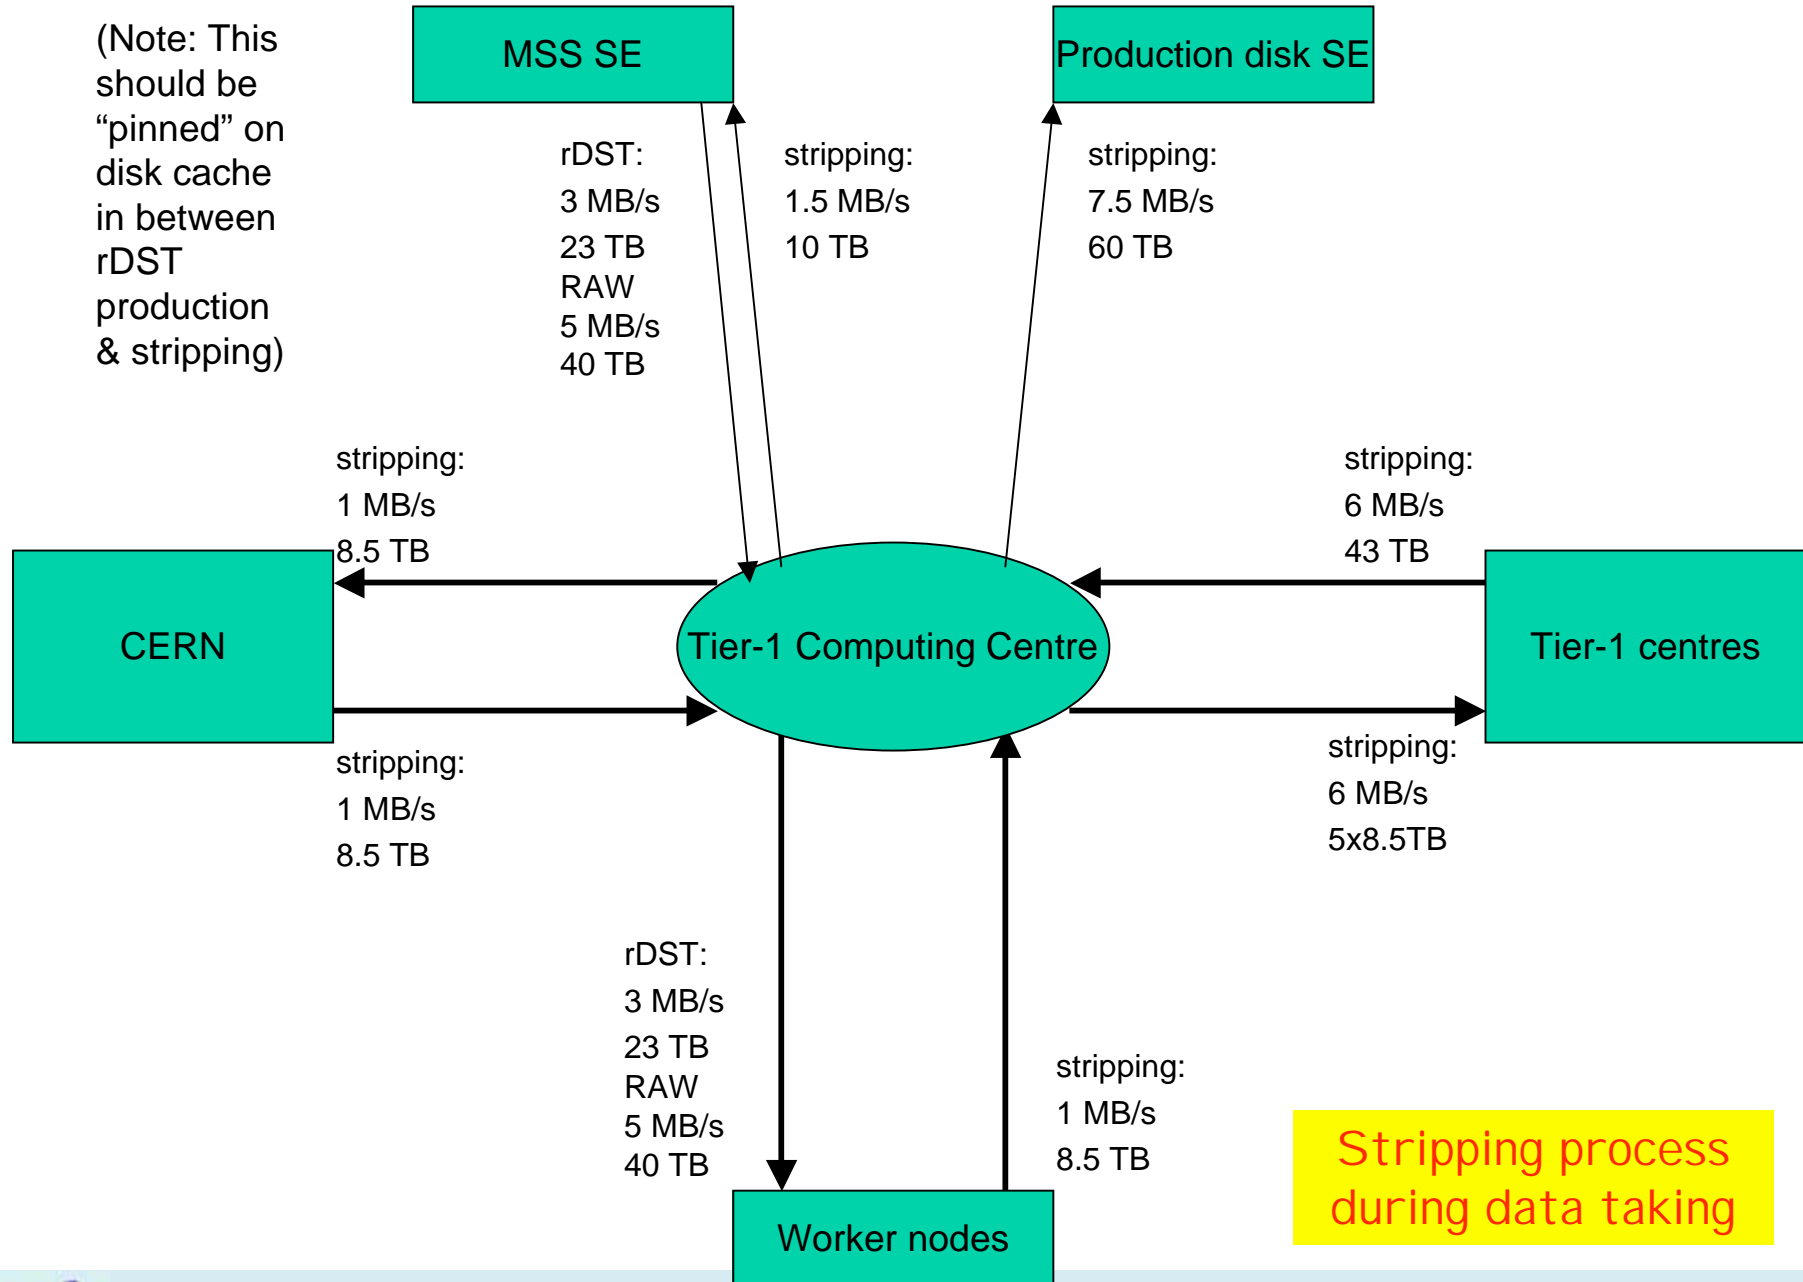 (Note: This
should be
“pinned” on
disk cache
in between
rDST
production
& stripping)
MSS SE
Production disk SE
rDST:
3 MB/s
23 TB
RAW
5 MB/s
40 TB
stripping:
1.5 MB/s
10 TB
stripping:
7.5 MB/s
60 TB
stripping:
1 MB/s
8.5 TB
stripping:
6 MB/s
43 TB
CERN
Tier-1 Computing Centre
Tier-1 centres
stripping:
1 MB/s
8.5 TB
stripping:
6 MB/s
5x8.5TB
rDST:
3 MB/s
23 TB
RAW
5 MB/s
40 TB
stripping:
1 MB/s
8.5 TB
Worker nodes
Stripping process
during data taking